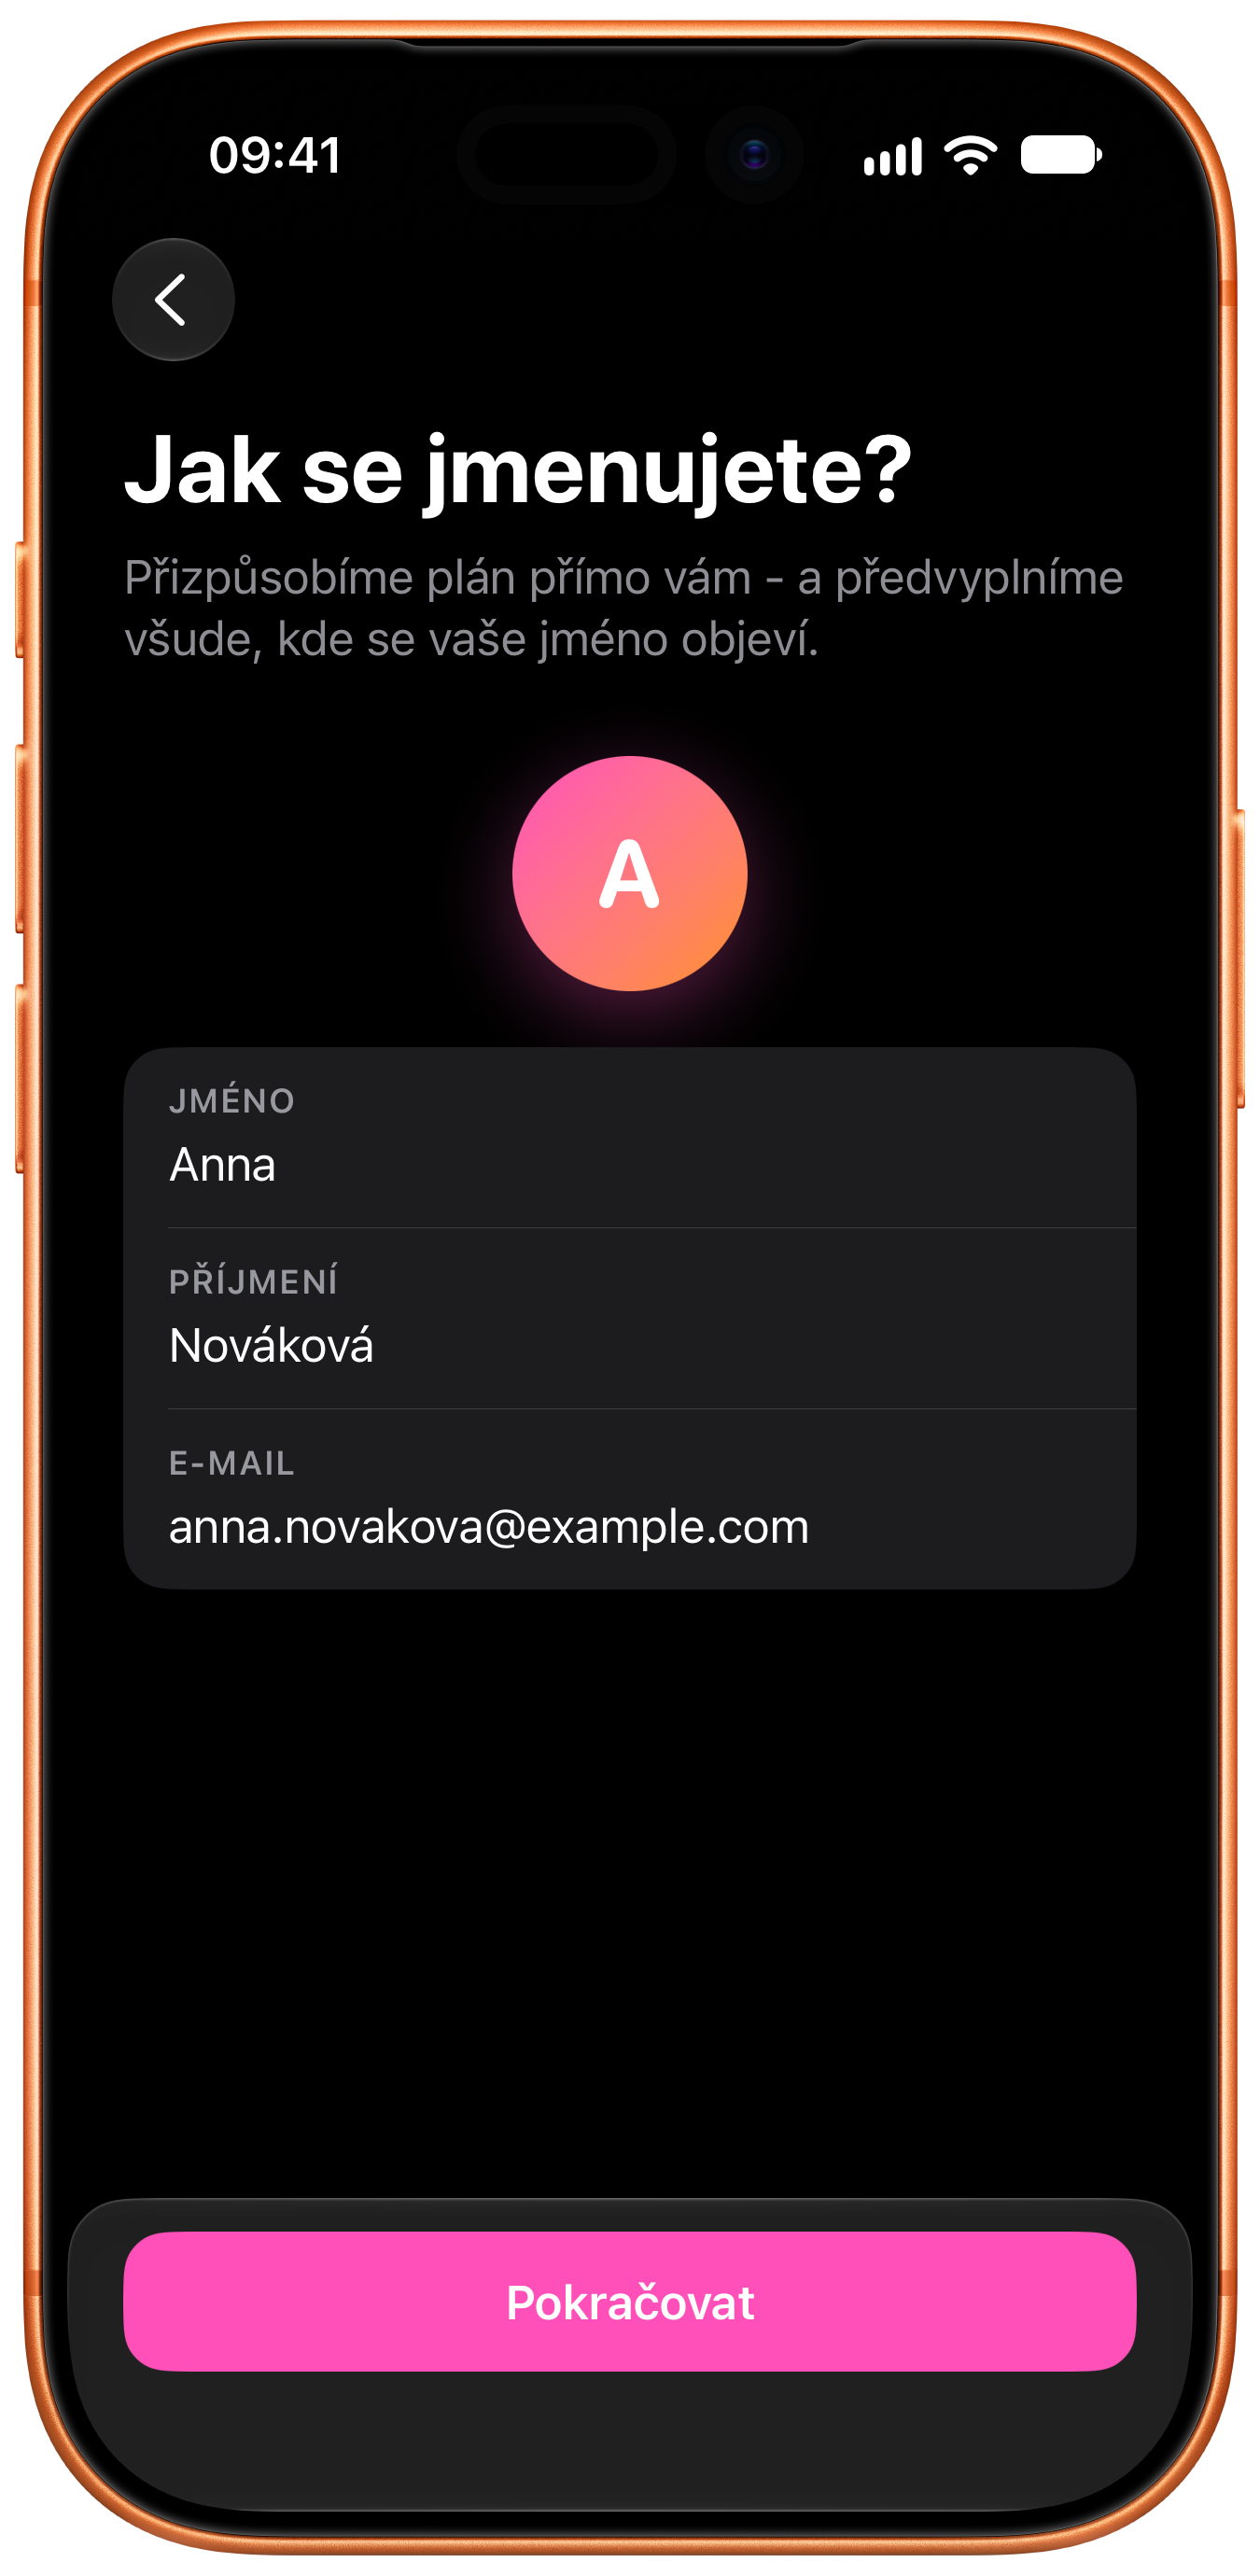 09:41
Jak se jmenujete?
Přizpůsobíme plán přímo vám - a předvyplníme
všude, kde se vaše jméno objeví.
A
JMÉNO
Anna
PŘÍJMENÍ
Nováková
E-MAIL
anna.novakova@example.com
Pokračovat